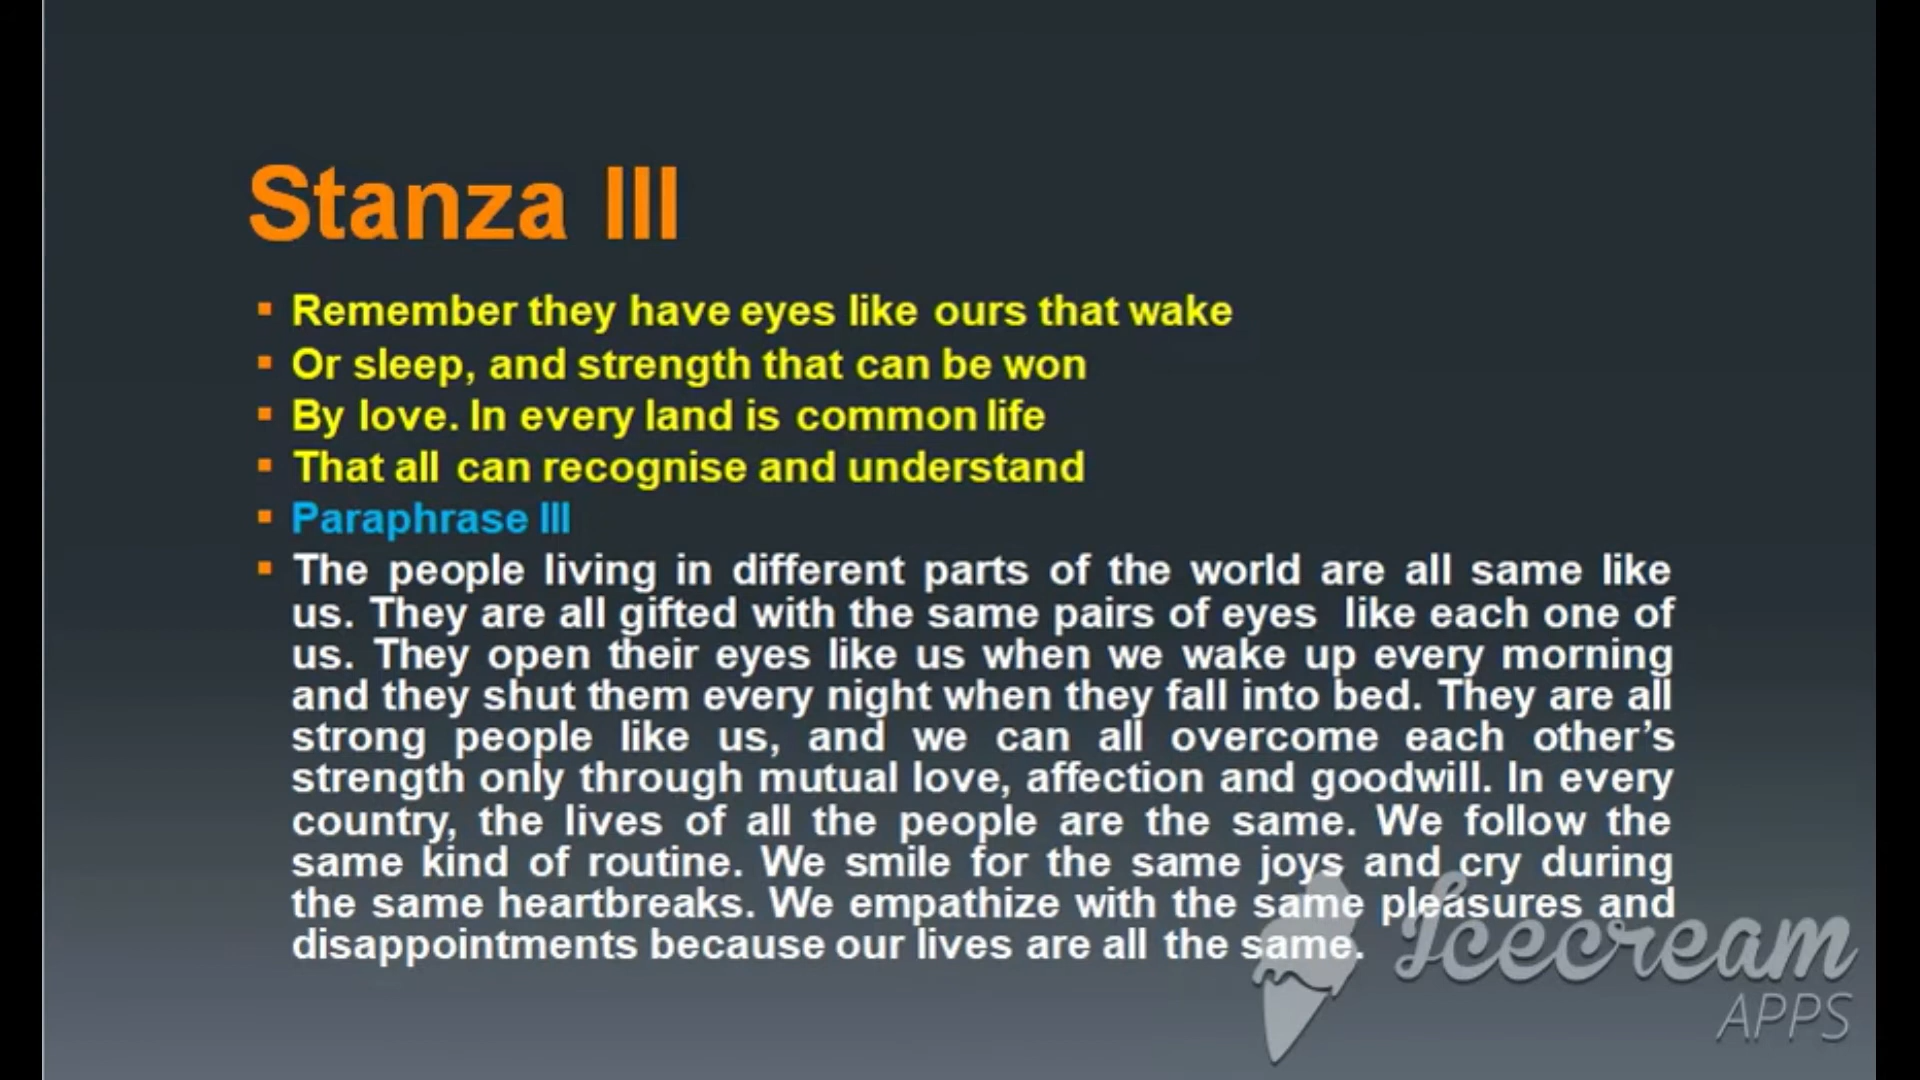 Stanza III
Remember they have eyes like ours that wake
Or sleep, and strength that can be won
By love. In every land is common life
That all can recognise and understand
Paraphrase III
The people living in different parts of the world are all same like
us. They are all gifted with the same pairs of eyes like each one of
us. They open their eyes like us when we wake up every morning
and they shut them every night when they fall into bed. They are all
strong people like us, and we can all overcome each other’s
strength only through mutual love, affection and goodwill. In every
country, the lives of all the people are the same. We follow the
same kind of routine. We smile for the same joys and cry during
the same heartbreaks. We empathize with the same pleasures and
disappointments because our lives are all the same.
Icecream
APPS